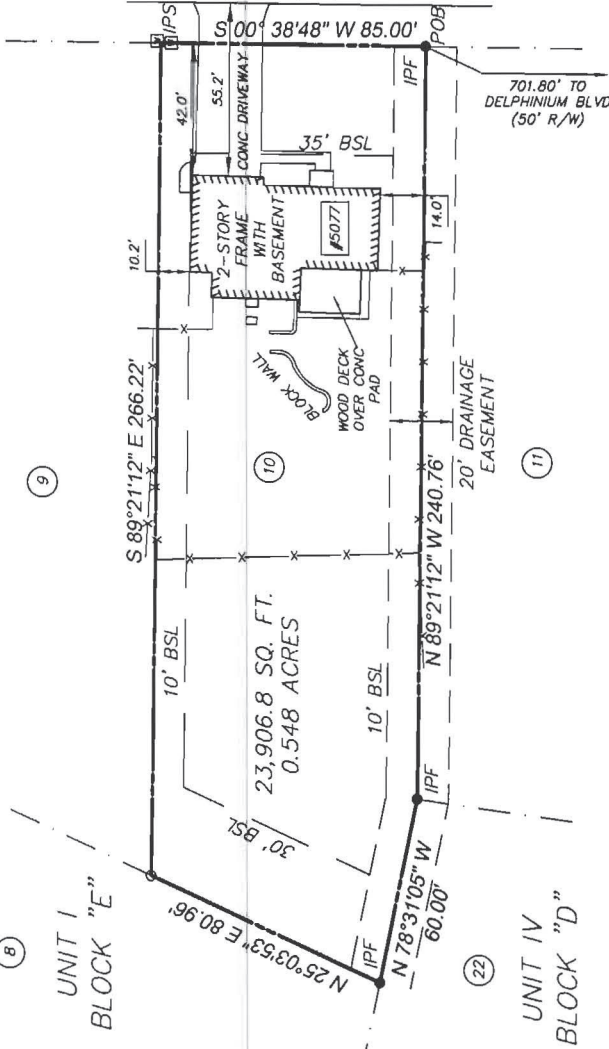 IPS
S 00° 38'48" W 85.00'
POB
IPF
701.80' TO
DELPHINIUM BLVD
(50' R/W)
42.0'
55.2'
CONC DRIVEWAY
35' BSL
10.2'
2-STORY
FRAME
WITH
BASEMENT
#5077
14.0'
BLOCK WALL
WOOD DECK
OVER CONC
PAD
S 89°21'12" E 266.22'
9
10
20' DRAINAGE
EASEMENT
11
N 89°21'12" W 240.76'
10' BSL
23,906.8 SQ. FT.
0.548 ACRES
10' BSL
30' BSL
IPF
N 25°03'53" E 80.96'
IPF
N 78°31'05" W
60.00'
8
UNIT I
BLOCK "E"
22
UNIT IV
BLOCK "D"